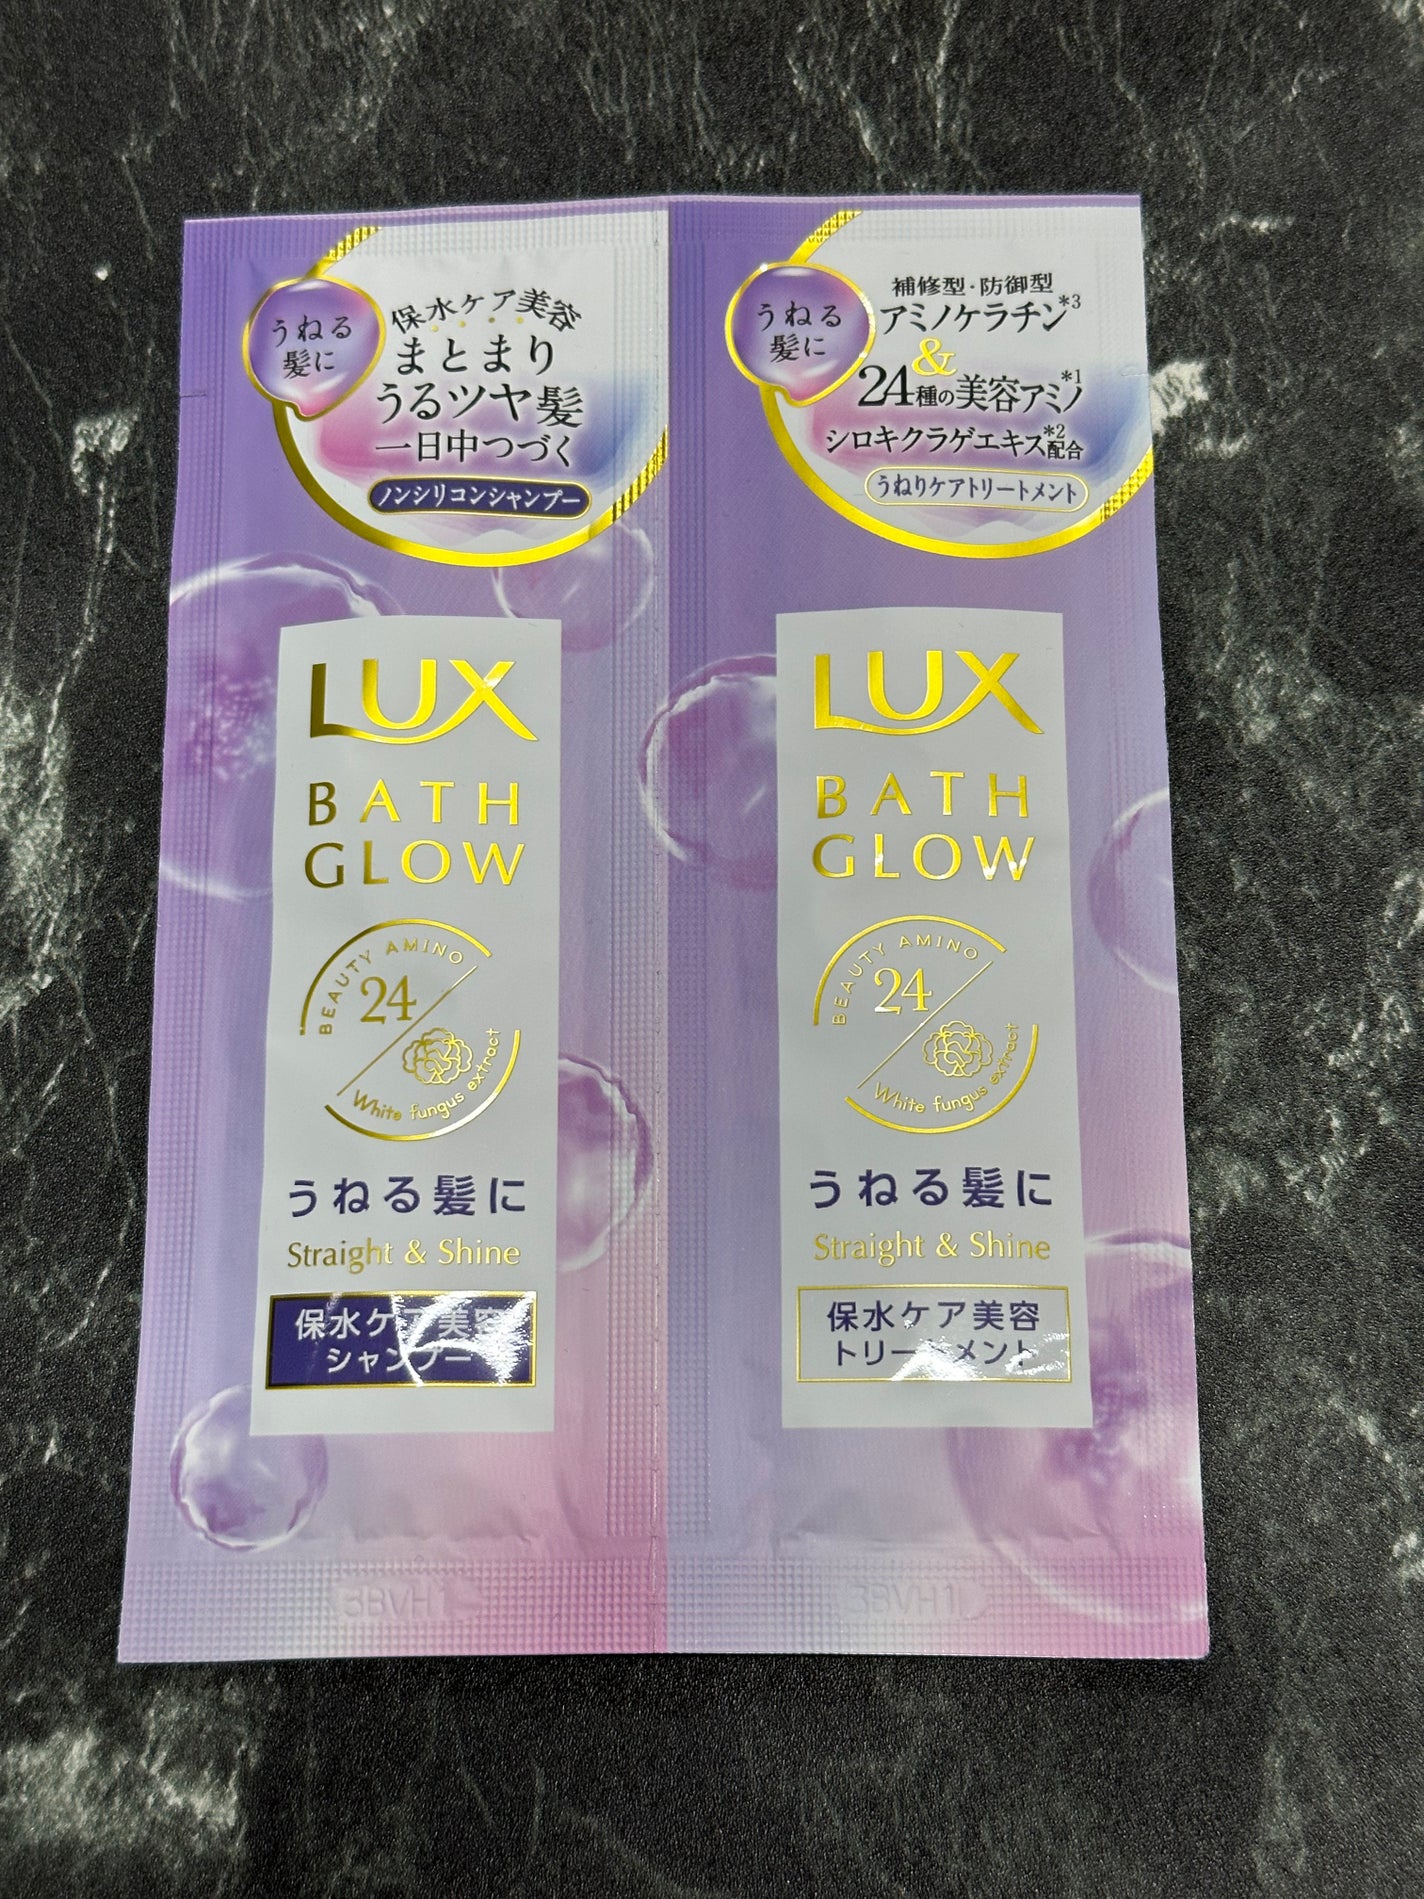 うねる
髪に
保水ケア美容
まとまり
うるツヤ髪
一日中つづく
ノンシリコンシャンプー
LUX
BATH
GLOW
BEAUTY AMINO
24
White fungus extract
うねる髪に
Straight & Shine
保水ケア美容
シャンプー
3BVH1
うねる
髪に
補修型・防御型
アミノケラチン*3
&
24種の美容アミノ*1
シロキクラゲエキス*2配合
うねりケアトリートメント
LUX
BATH
GLOW
BEAUTY AMINO
24
White fungus extract
うねる髪に
Straight & Shine
保水ケア美容
トリートメント
3BVH1